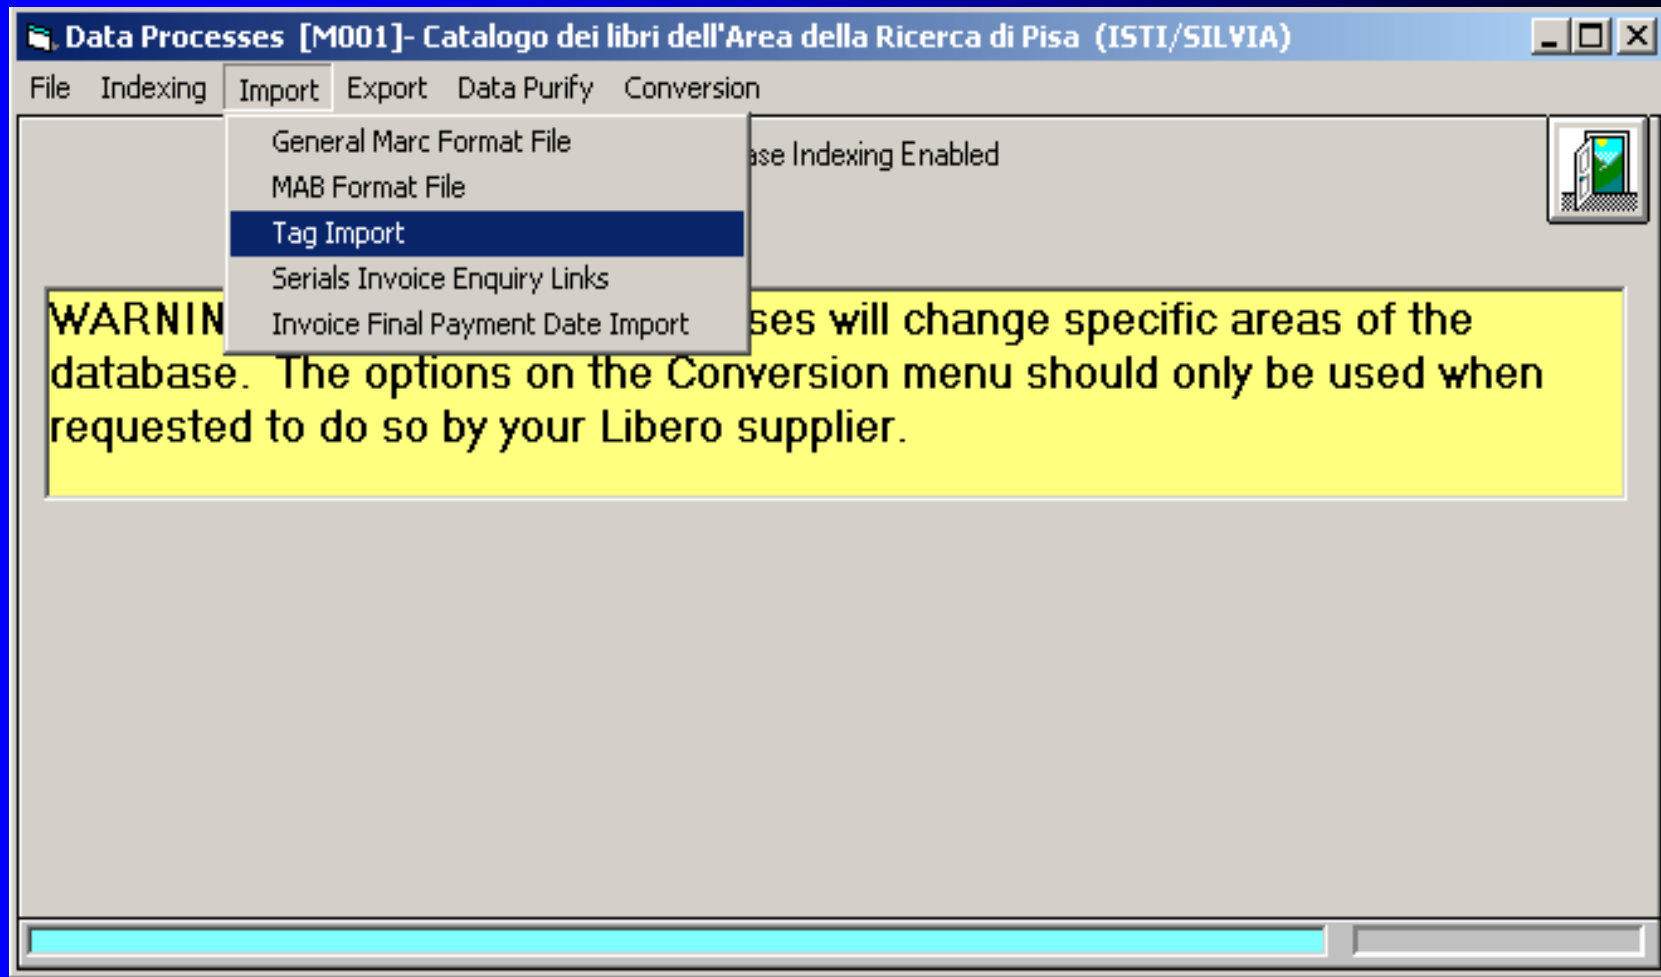 Data Processes [M001]- Catalogo dei libri dell'Area della Ricerca di Pisa (ISTI/SILVIA)
File Indexing Import Export Data Purify Conversion
General Marc Format File
MAB Format File
Tag Import
Serials Invoice Enquiry Links
Invoice Final Payment Date Import
Indexing Enabled
will change specific areas of the
database. The options on the Conversion menu should only be used when
requested to do so by your Libero supplier.